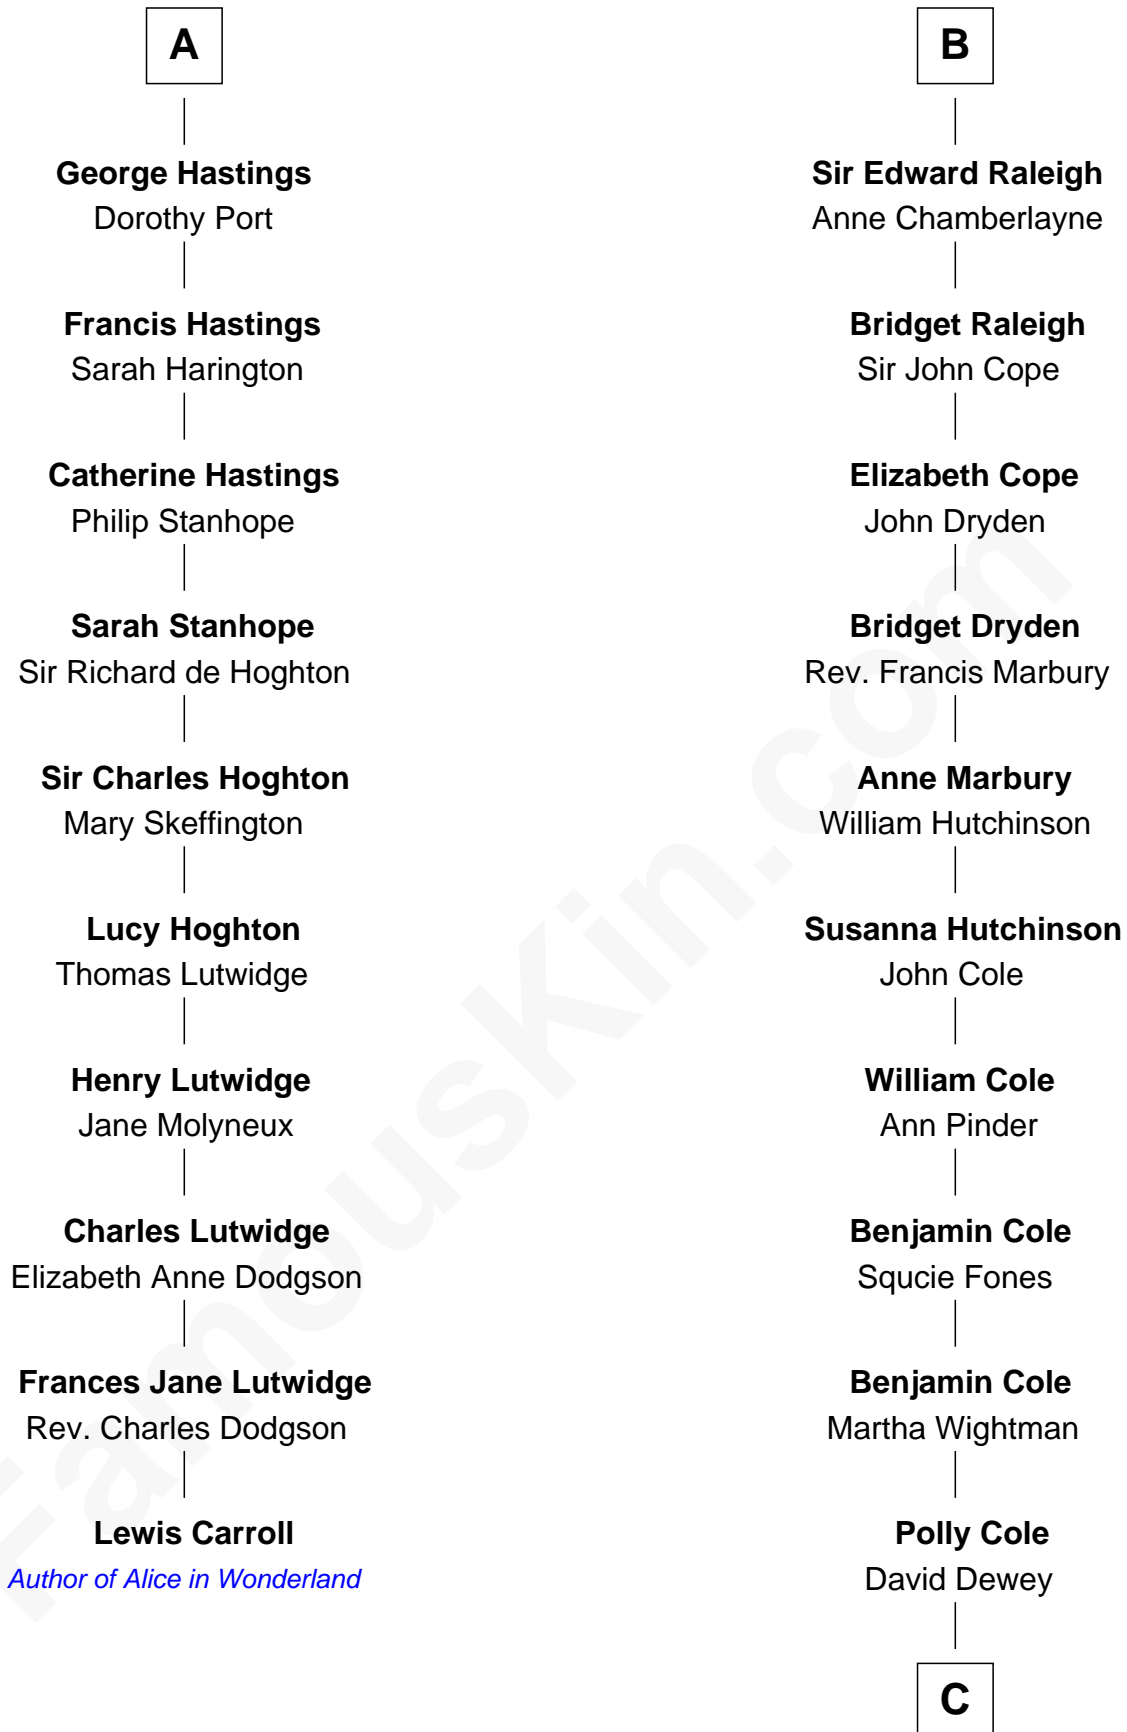 A
George Hastings
Dorothy Port
Francis Hastings
Sarah Harington
Catherine Hastings
Philip Stanhope
Sarah Stanhope
Sir Richard de Hoghton
Sir Charles Hoghton
Mary Skeffington
Lucy Hoghton
Thomas Lutwidge
Henry Lutwidge
Jane Molyneux
Charles Lutwidge
Elizabeth Anne Dodgson
Frances Jane Lutwidge
Rev. Charles Dodgson
Lewis Carroll
Author of Alice in Wonderland
B
Sir Edward Raleigh
Anne Chamberlayne
Bridget Raleigh
Sir John Cope
Elizabeth Cope
John Dryden
Bridget Dryden
Rev. Francis Marbury
Anne Marbury
William Hutchinson
Susanna Hutchinson
John Cole
William Cole
Ann Pinder
Benjamin Cole
Squcie Fones
Benjamin Cole
Martha Wightman
Polly Cole
David Dewey
C
FamousKin.com